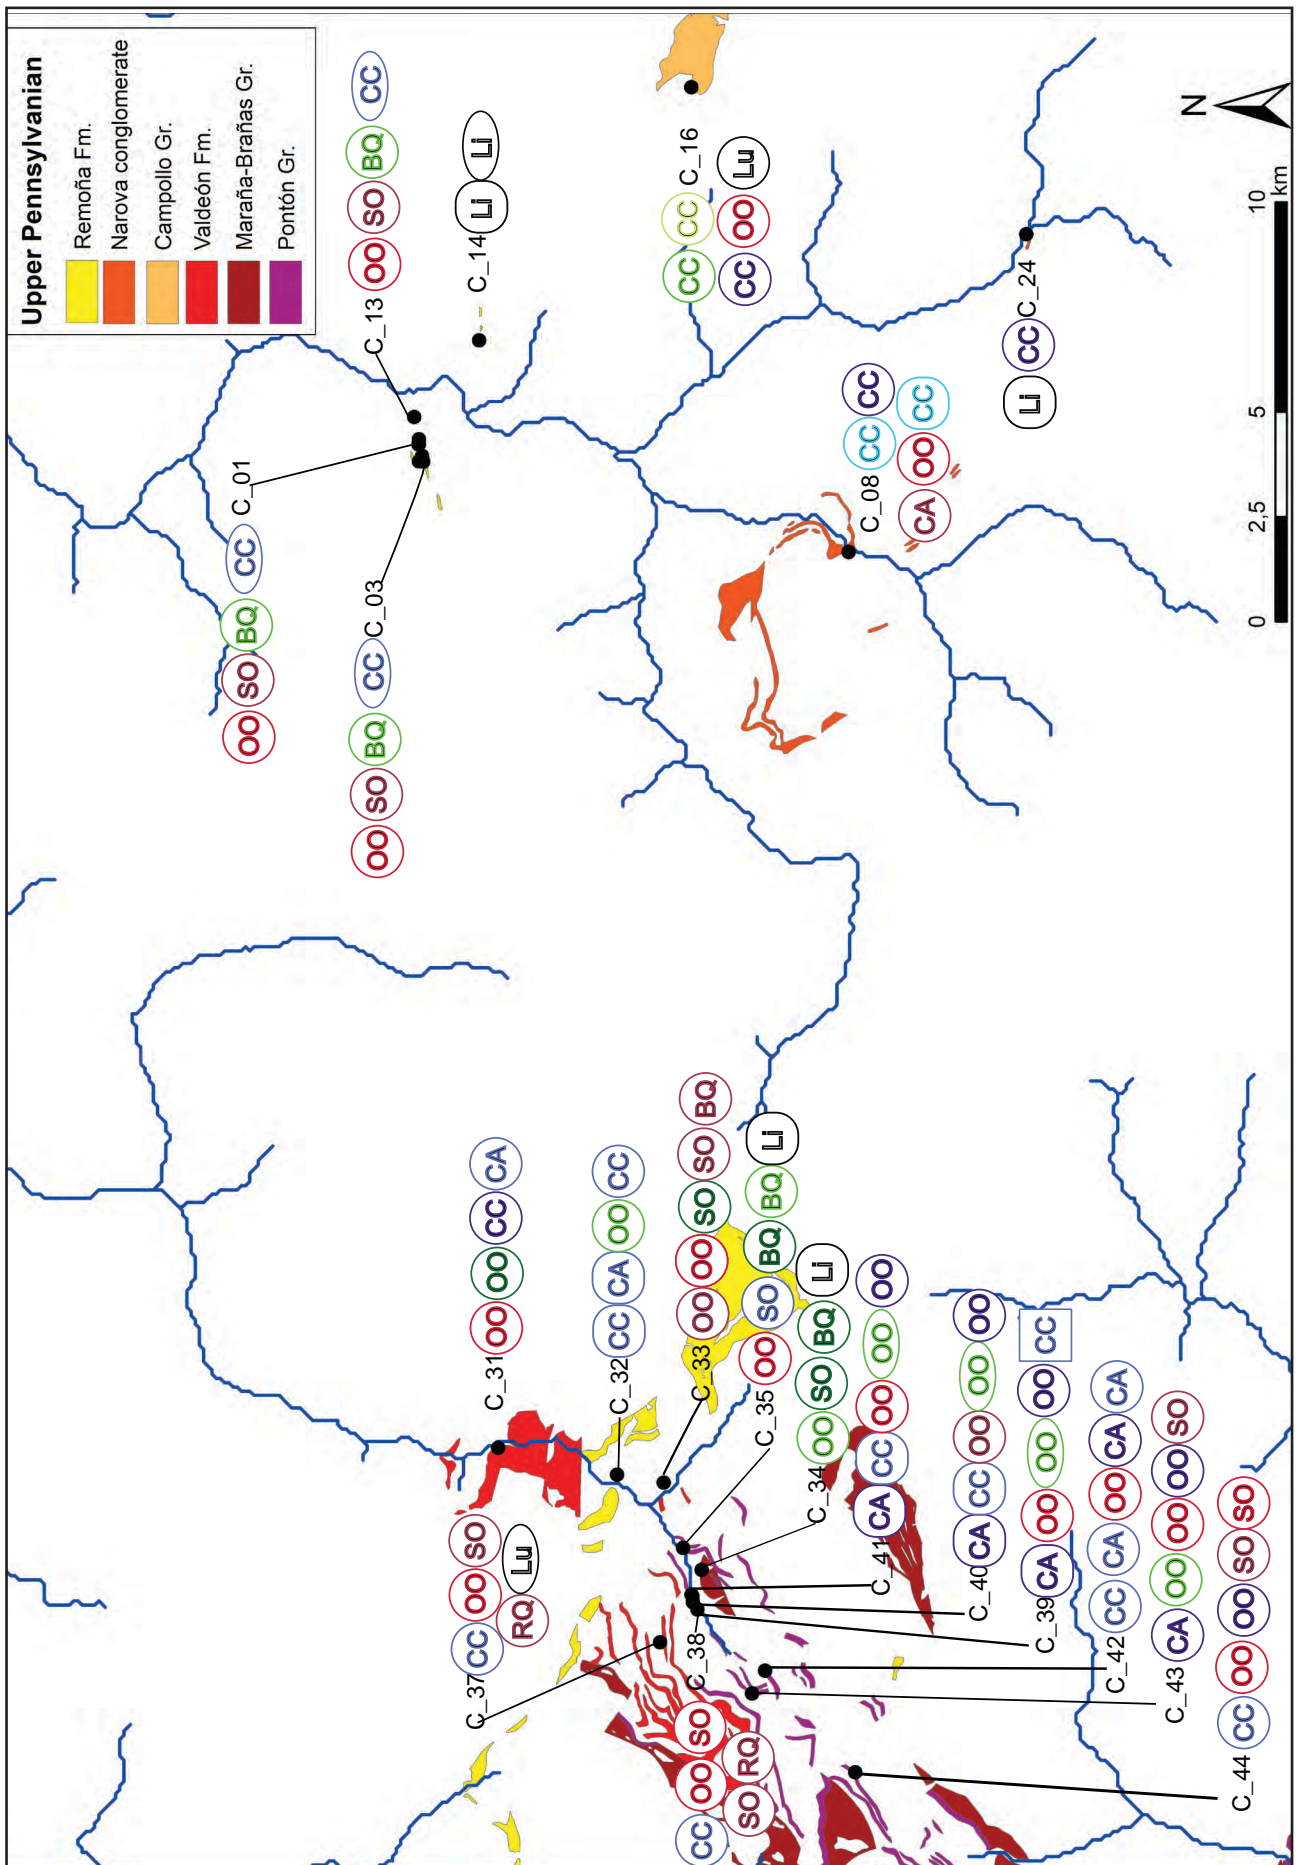 Upper Pennsylvanian
Remoña Fm.
Narova conglomerate
Campollo Gr.
Valdeón Fm.
Maraña-Brañas Gr.
Pontón Gr.
C_13 OO SO BQ CC
C_14 Li Li
C_16 CC CC
CC OO Lu
N
0 2,5 5 10
km
C_24 Li CC
C_08 CC CC
CA OO CC
C_01 OO SO BQ CC
C_03 OO SO BQ CC
C_31 OO OO CC CA
C_32 CC CA OO CC
C_33 OO OO SO SO BQ
C_35 OO SO BQ BQ Li
C_34 OO SO BQ Li
C_41 CA CC OO OO OO
C_40 CA CC OO OO OO
C_39 CA OO OO OO CC
C_42 CC CA OO CA CA
C_43 CA OO OO OO SO
C_44 CC OO OO SO SO
C_37 CC OO SO
RQ Lu
C_38 CC OO SO
SO RQ